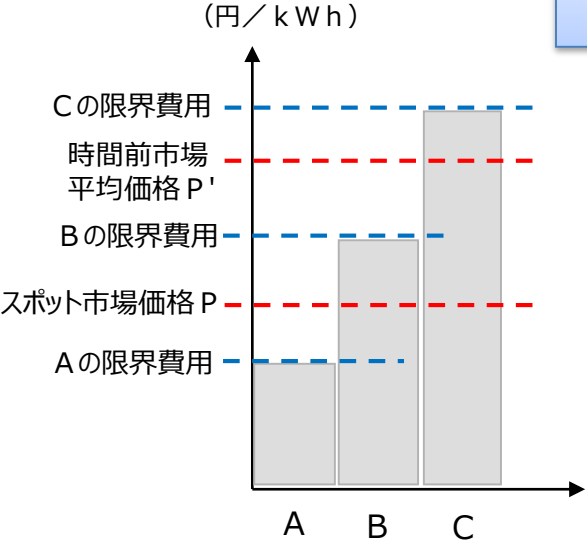 （円／ｋＷｈ）
Cの限界費用
時間前市場
平均価格Ｐ'
Bの限界費用
スポット市場価格Ｐ
Aの限界費用
A B C